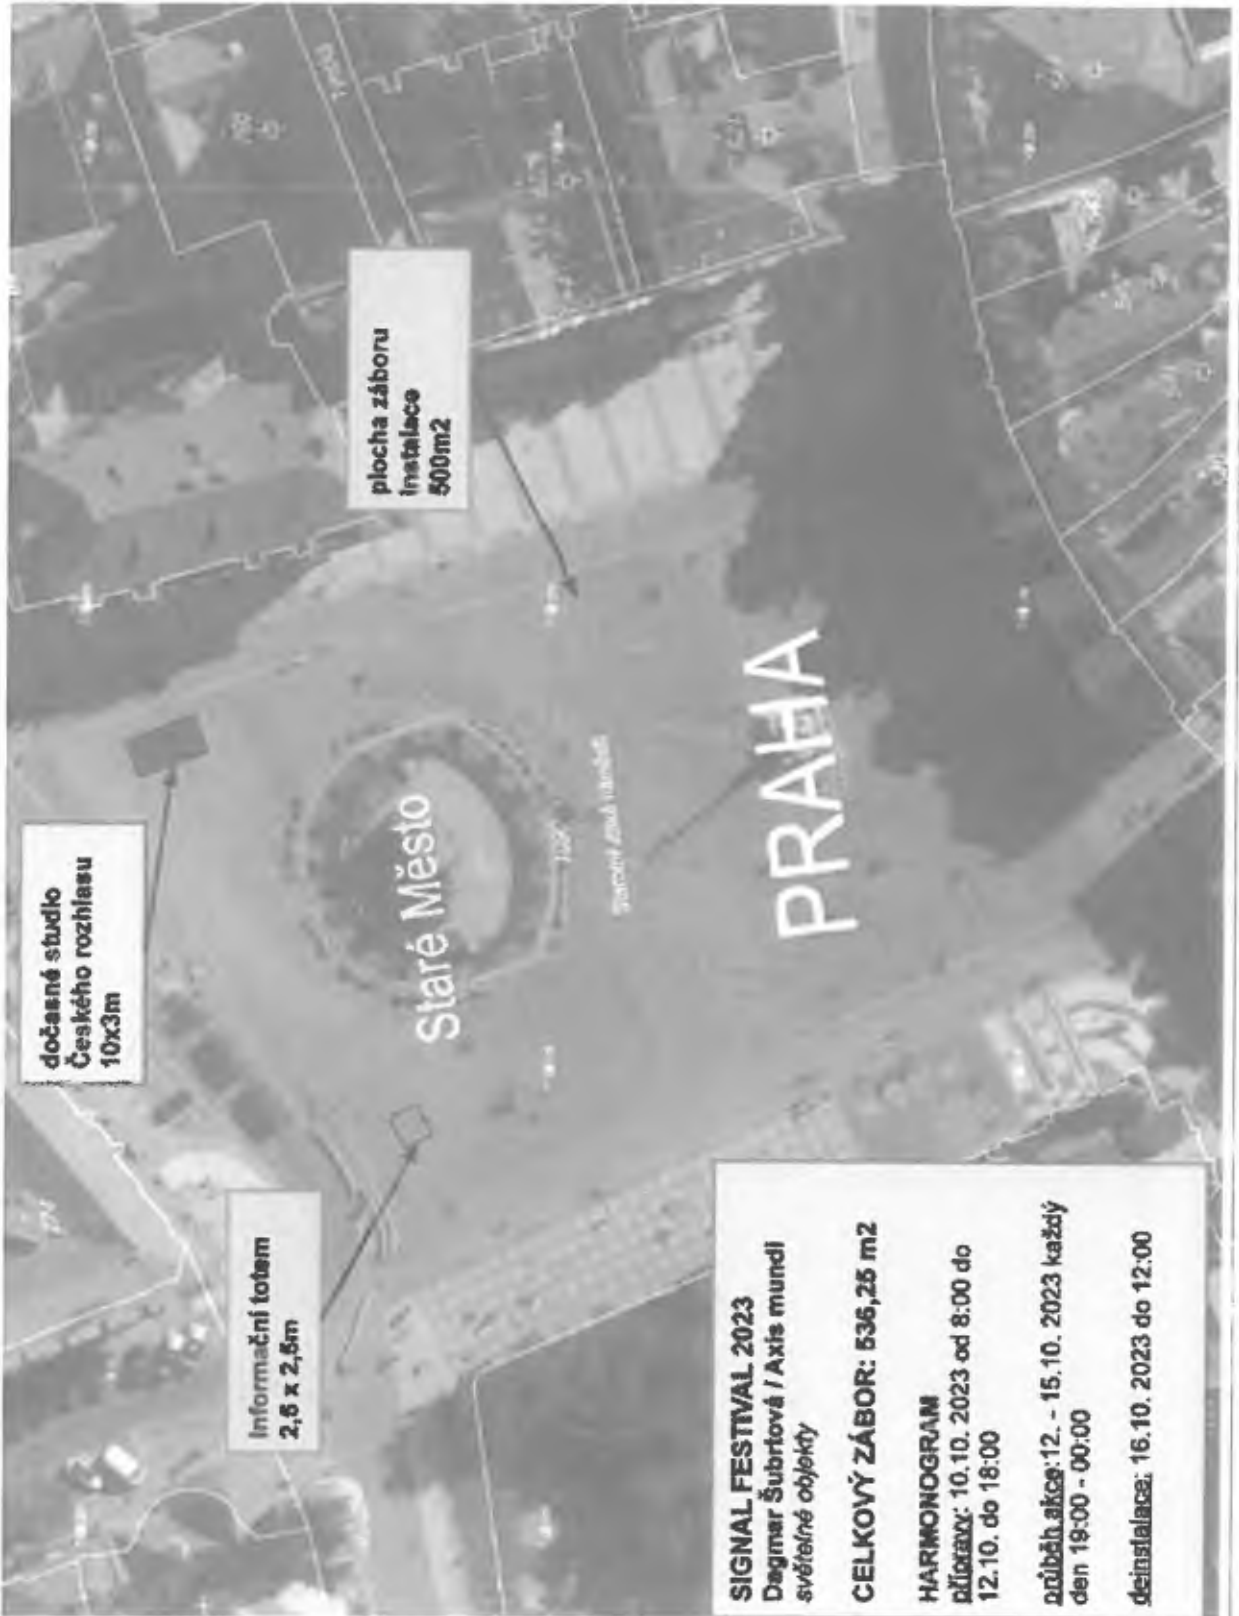 dočasné studio
Českého rozhlasu
10x3m
plocha záboru
instalace
500m2
Informační totem
2,5 x 2,5m
Staré Město
PRAHA
SIGNAL FESTIVAL 2023
Dagmar Šubrtová / Axis mundi
světelné objekty
CELKOVÝ ZÁBOR: 536,25 m2
HARMONOGRAM
přípravy: 10.10. 2023 od 8:00 do
12.10. do 18:00
průběh akce:12. - 15.10. 2023 každý
den 19:00 - 00:00
deinstalace: 16.10. 2023 do 12:00